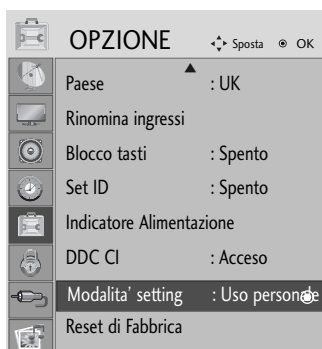 OPZIONE Sposta OK
Paese : UK
Rinomina ingressi
Blocco tasti : Spento
Set ID : Spento
Indicatore Alimentazione
DDC CI : Acceso
Modalita' setting : Uso personale
Reset di Fabbrica